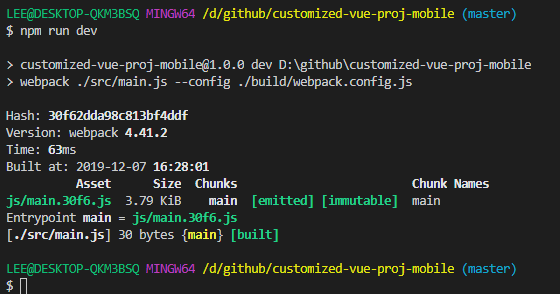 LEE@DESKTOP-QKM3BSQ MINGW64 /d/github/customized-vue-proj-mobile (master)
$ npm run dev
> customized-vue-proj-mobile@1.0.0 dev D:\github\customized-vue-proj-mobile
> webpack ./src/main.js --config ./build/webpack.config.js
Hash: 30f62dda98c813bf4ddf
Version: webpack 4.41.2
Time: 63ms
Built at: 2019-12-07 16:28:01
Asset Size Chunks Chunk Names
js/main.30f6.js 3.79 KiB main [emitted] [immutable] main
Entrypoint main = js/main.30f6.js
[./src/main.js] 30 bytes {main} [built]
LEE@DESKTOP-QKM3BSQ MINGW64 /d/github/customized-vue-proj-mobile (master)
$